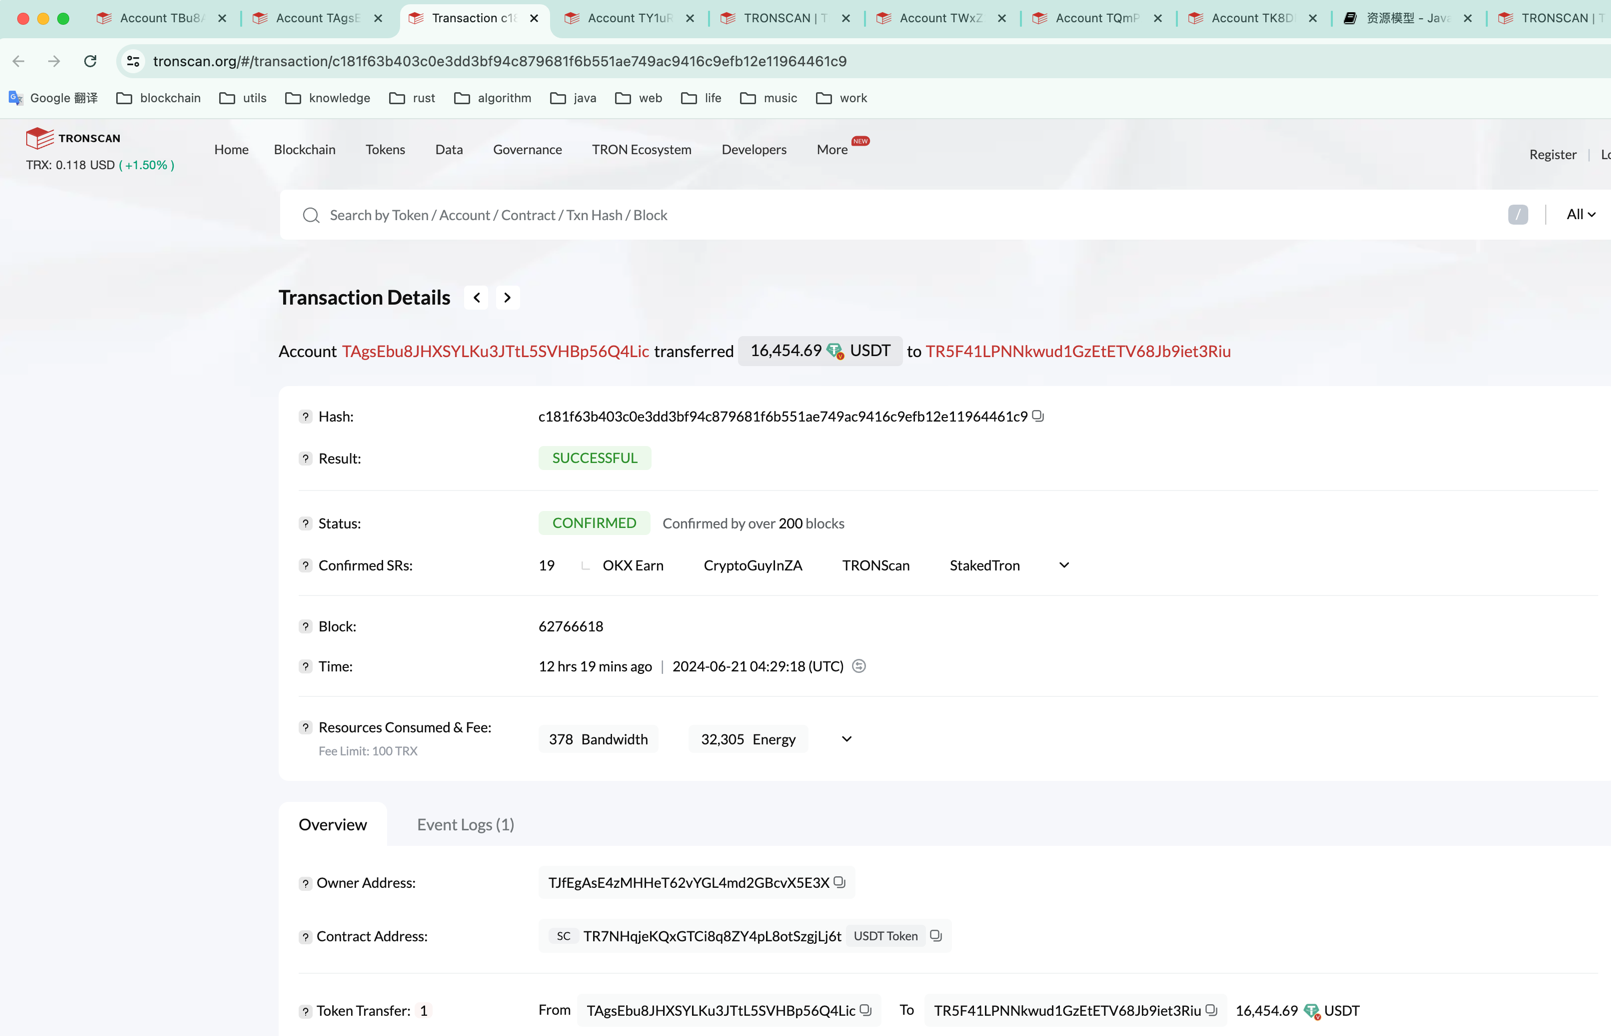 Account TBu8
Account TAgsE
Transaction c18
Account TY1uR
TRONSCAN | T
Account TWxZ
Account TQmP
Account TK8D
资源模型 - Java
TRONSCAN | T
tronscan.org/#/transaction/c181f63b403c0e3dd3bf94c879681f6b551ae749ac9416c9efb12e11964461c9
Google 翻译 blockchain utils knowledge rust algorithm java web life music work
TRONSCAN
TRX: 0.118 USD ( +1.50% )
Home Blockchain Tokens Data Governance TRON Ecosystem Developers More NEW
Register | Lo
Search by Token / Account / Contract / Txn Hash / Block
/ All
Transaction Details
Account TAgsEbu8JHXSYLKu3JTtL5SVHBp56Q4Lic transferred 16,454.69 USDT to TR5F41LPNNkwud1GzEtETV68Jb9iet3Riu
? Hash: c181f63b403c0e3dd3bf94c879681f6b551ae749ac9416c9efb12e11964461c9
? Result: SUCCESSFUL
? Status: CONFIRMED Confirmed by over 200 blocks
? Confirmed SRs: 19 OKX Earn CryptoGuyInZA TRONScan StakedTron
? Block: 62766618
? Time: 12 hrs 19 mins ago | 2024-06-21 04:29:18 (UTC)
? Resources Consumed & Fee: 378 Bandwidth 32,305 Energy
Fee Limit: 100 TRX
Overview Event Logs (1)
? Owner Address: TJfEgAsE4zMHHeT62vYGL4md2GBcvX5E3X
? Contract Address: SC TR7NHqjeKQxGTCi8q8ZY4pL8otSzgjLj6t USDT Token
? Token Transfer: 1 From TAgsEbu8JHXSYLKu3JTtL5SVHBp56Q4Lic To TR5F41LPNNkwud1GzEtETV68Jb9iet3Riu 16,454.69 USDT